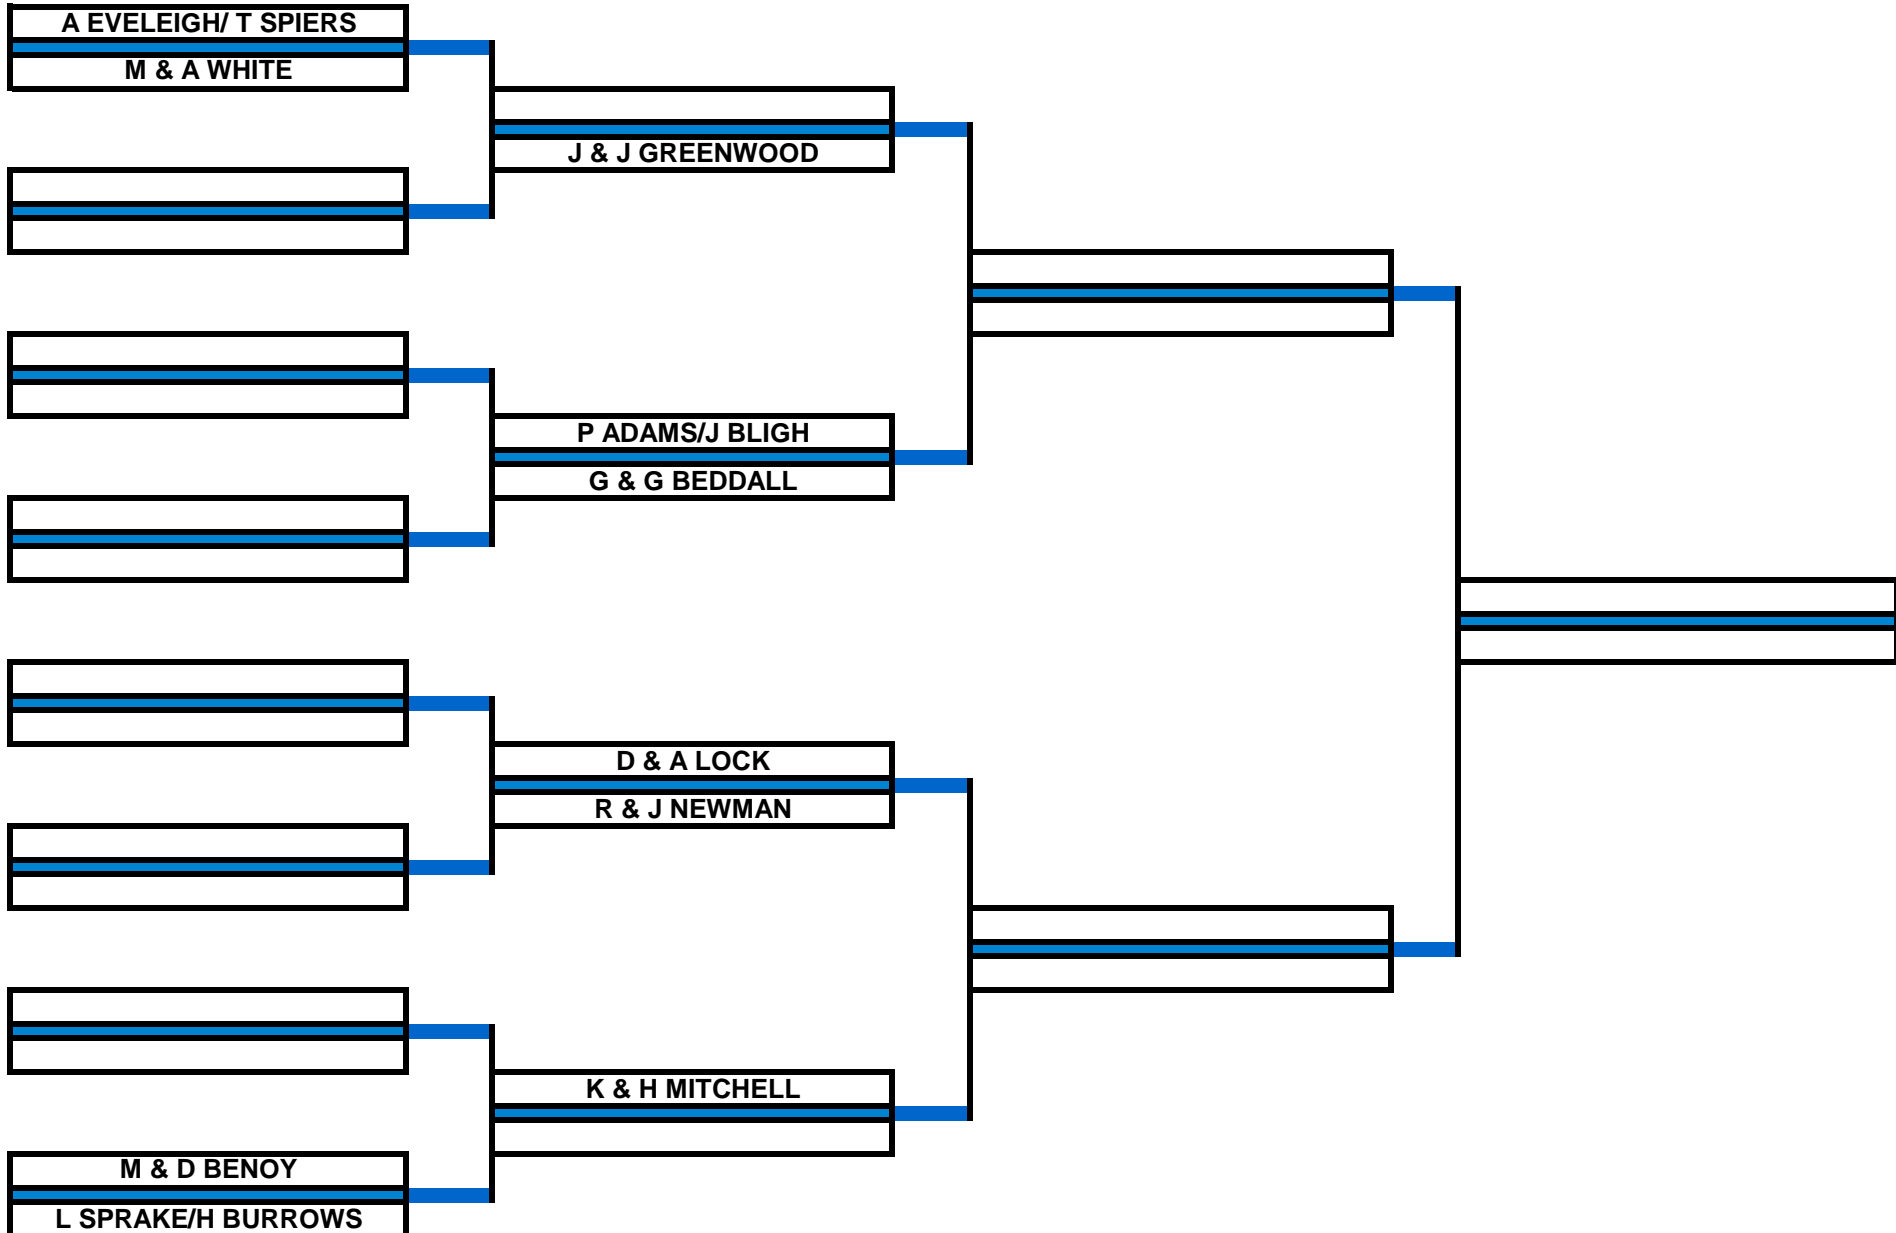 A EVELEIGH/ T SPIERS
M & A WHITE
J & J GREENWOOD
P ADAMS/J BLIGH
G & G BEDDALL
D & A LOCK
R & J NEWMAN
K & H MITCHELL
M & D BENOY
L SPRAKE/H BURROWS